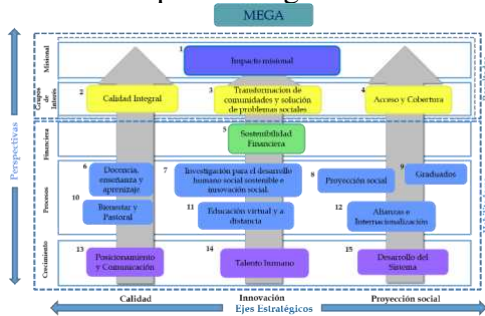 MEGA
Perspectivas
Misional
1
Impacto misional
Grupos
de
Interés
2
Calidad Integral
3
Transformación de
comunidades y solución
de problemas sociales
4
Acceso y Cobertura
Financiera
5
Sostenibilidad
Financiera
Procesos
6
Docencia,
enseñanza y
aprendizaje
7
Investigación para el desarrollo
humano social sostenible e
innovación social.
8
Proyección social
9
Graduados
10
Bienestar y
Pastoral
11
Educación virtual y a
distancia
12
Alianzas e
Internacionalización
Crecimiento
13
Posicionamiento
y Comunicación
14
Talento humano
15
Desarrollo del
Sistema
Calidad
Innovación
Proyección social
Ejes Estratégicos